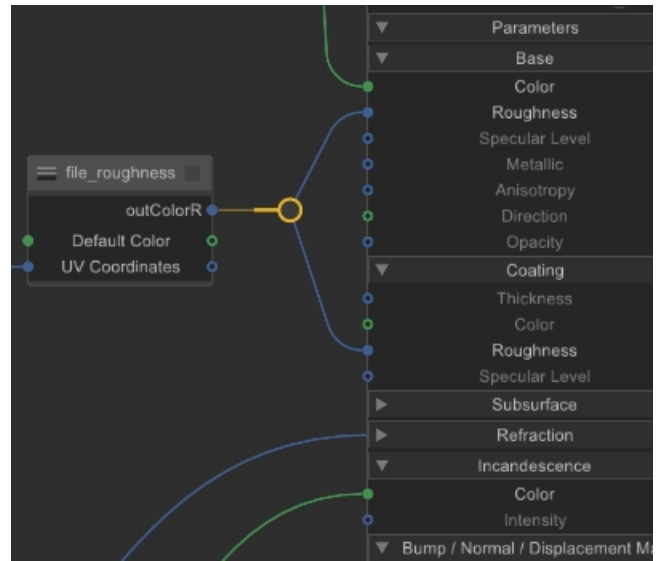 file_roughness
outColorR
Default Color
UV Coordinates
Parameters
Base
Color
Roughness
Specular Level
Metallic
Anisotropy
Direction
Opacity
Coating
Thickness
Color
Roughness
Specular Level
Subsurface
Refraction
Incandescence
Color
Intensity
Bump / Normal / Displacement Ma